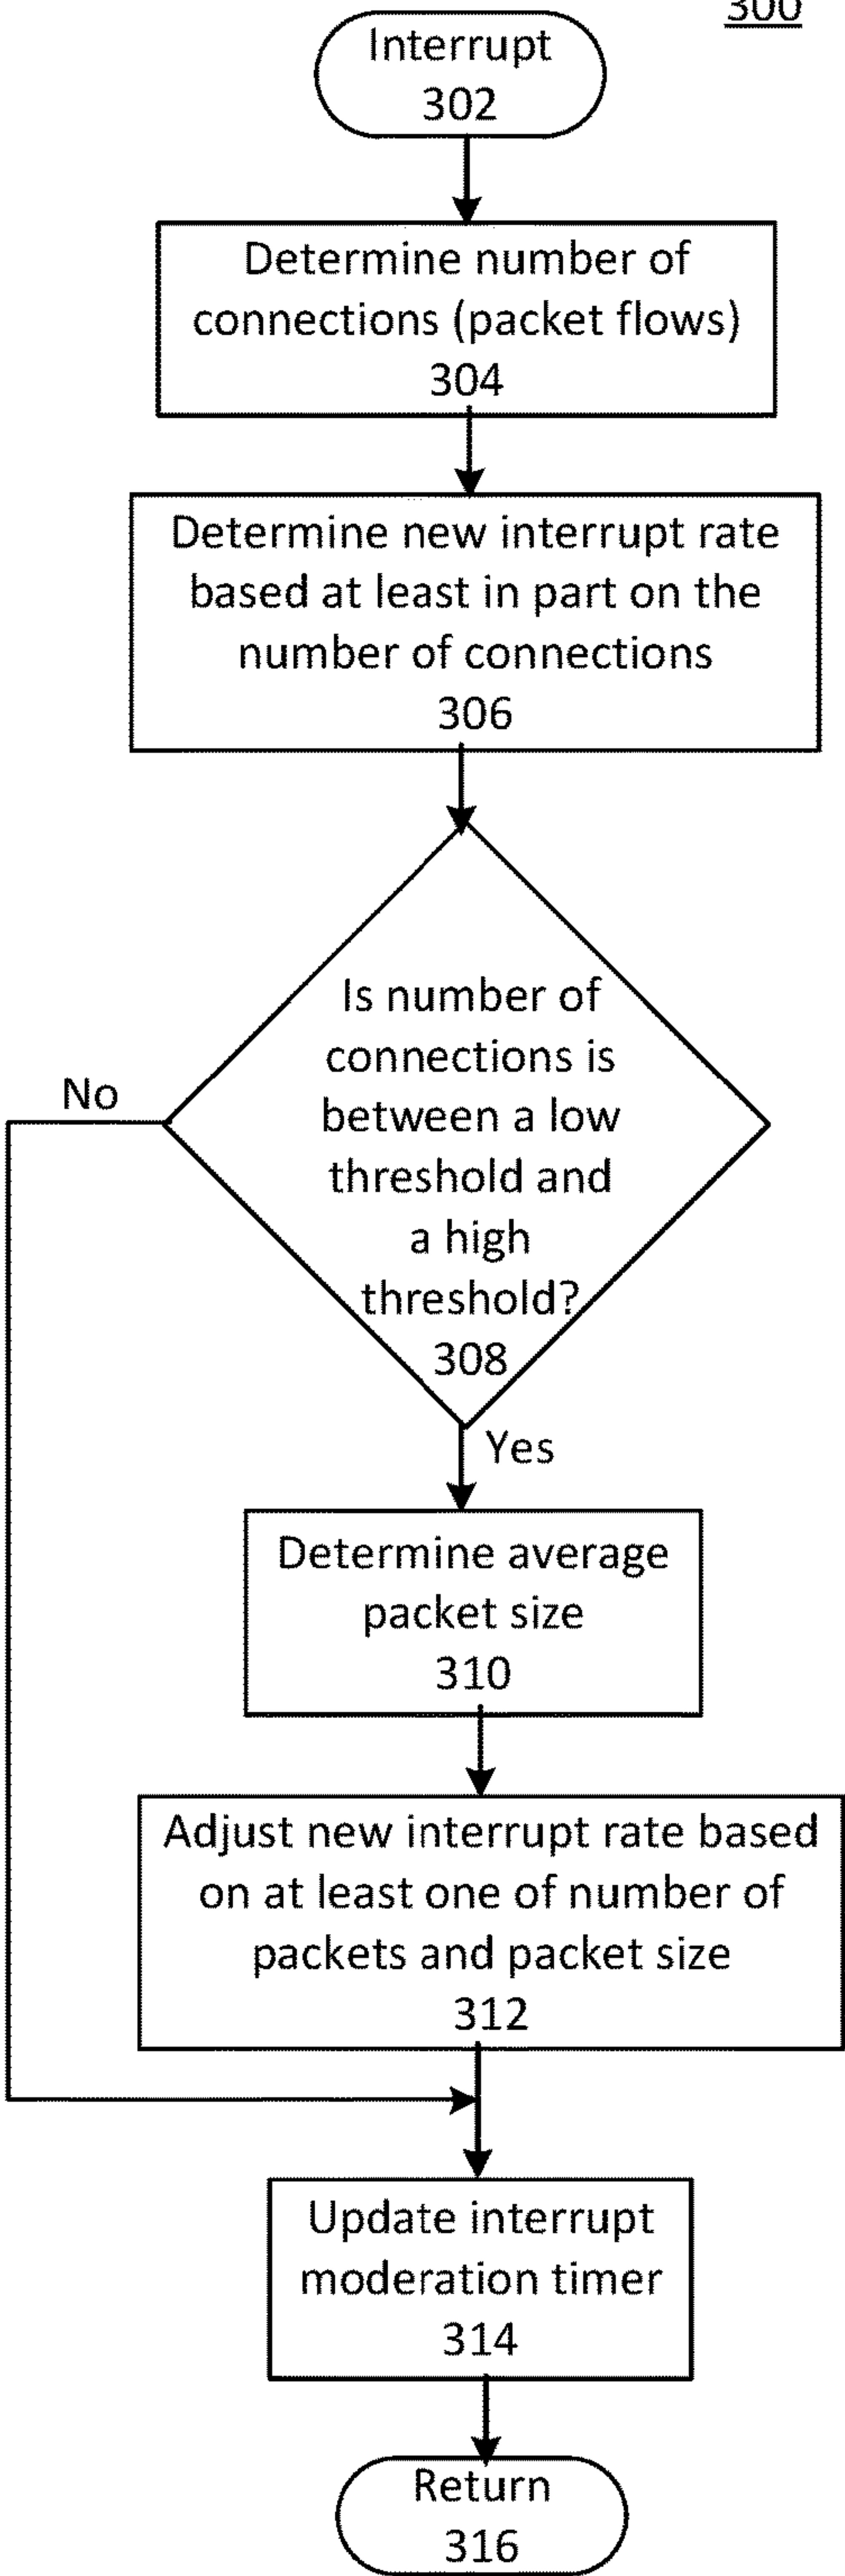 300
Interrupt
302
Determine number of
connections (packet flows)
304
Determine new interrupt rate
based at least in part on the
number of connections
306
Is number of
connections is
between a low
threshold and
a high
threshold?
308
No
Yes
Determine average
packet size
310
Adjust new interrupt rate based
on at least one of number of
packets and packet size
312
Update interrupt
moderation timer
314
Return
316